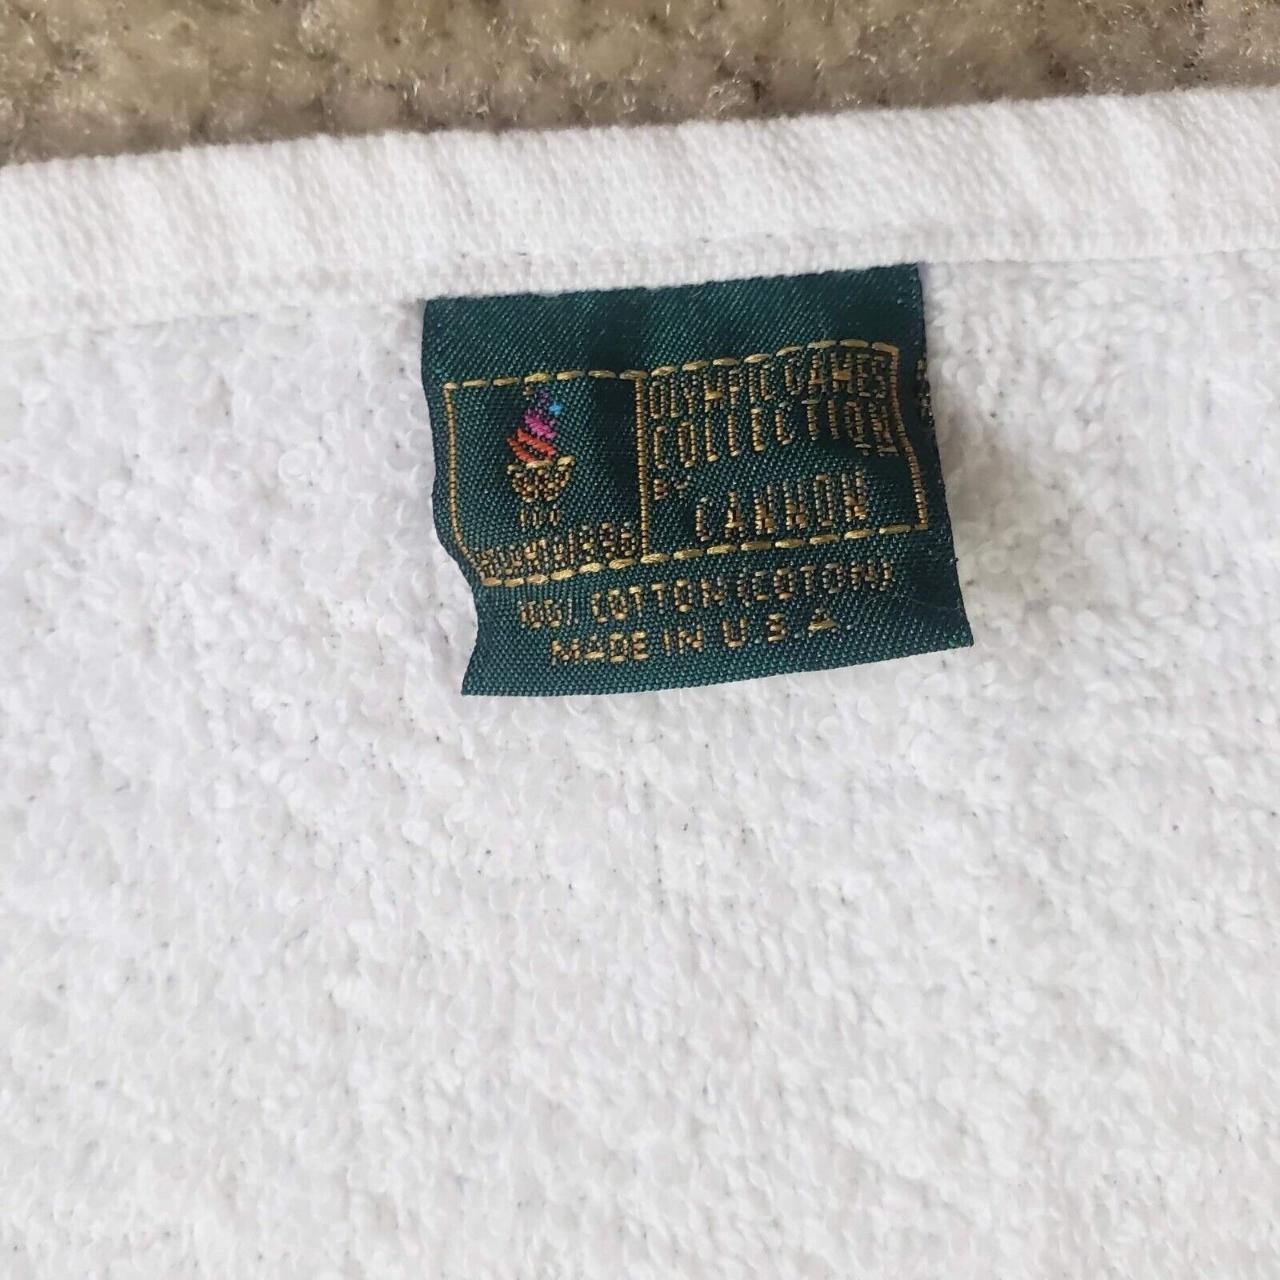 OLYMPIC GAMES
COLLECTION
BY
CANNON
100% COTTON (COTON)
MADE IN U.S.A.